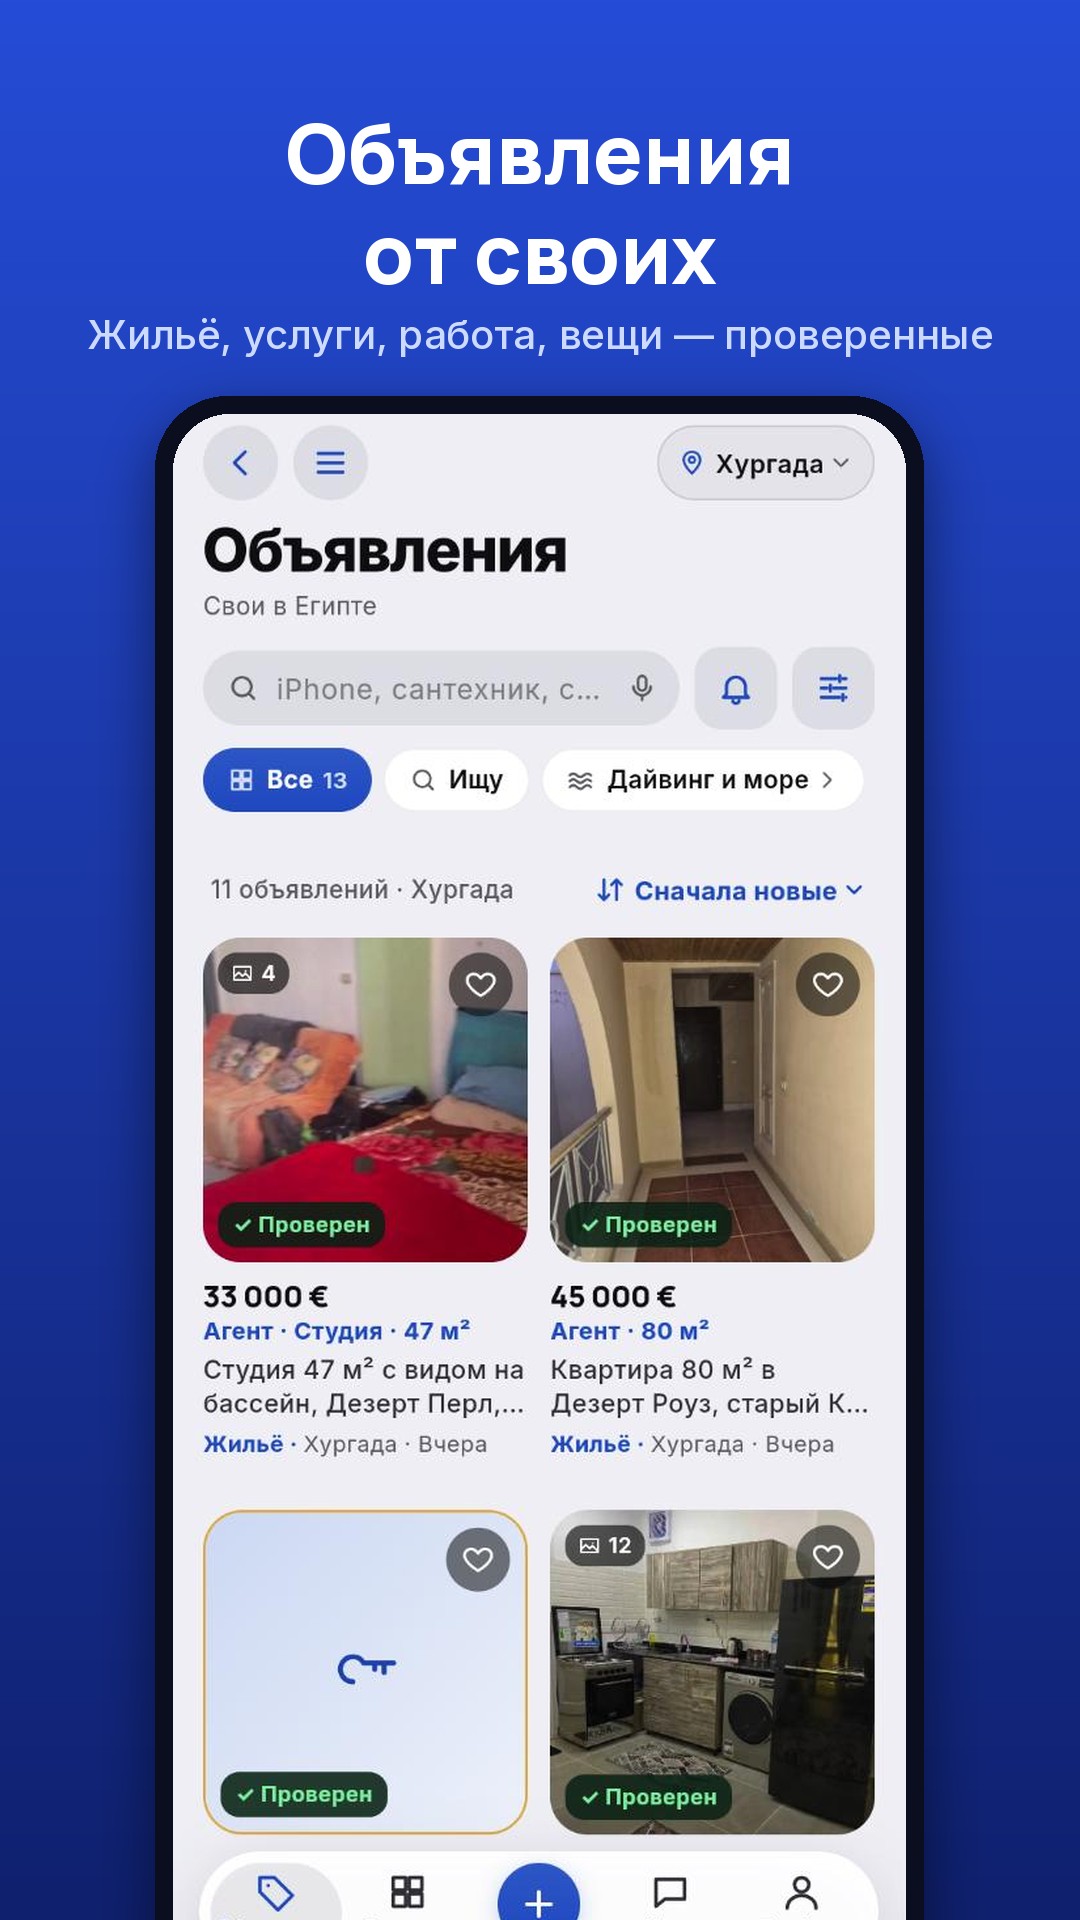 Объявления
от своих
Жильё, услуги, работа, вещи — проверенные
Хургада
Объявления
Свои в Египте
iPhone, сантехник, с...
Все 13
Ищу
Дайвинг и море
11 объявлений · Хургада
Сначала новые
4
✓ Проверен
✓ Проверен
33 000 €
Агент · Студия · 47 м²
Студия 47 м² с видом на
бассейн, Дезерт Перл,...
Жильё · Хургада · Вчера
45 000 €
Агент · 80 м²
Квартира 80 м² в
Дезерт Роуз, старый К...
Жильё · Хургада · Вчера
12
✓ Проверен
✓ Проверен